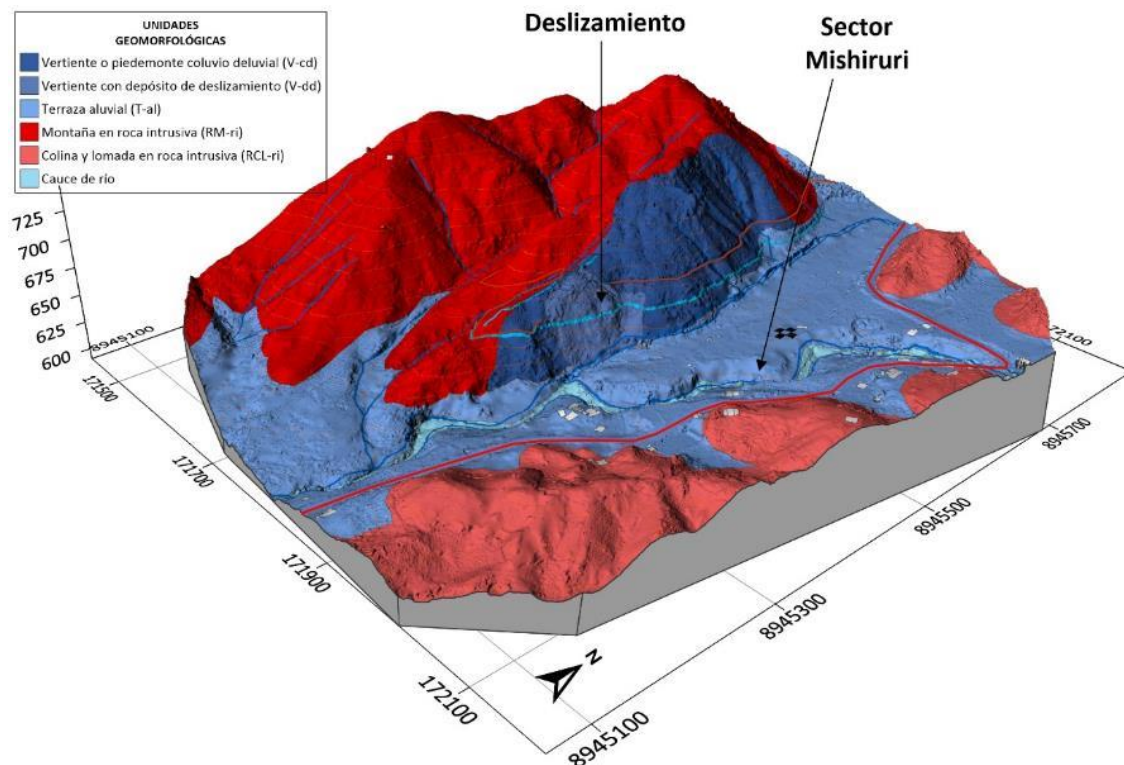 UNIDADES
GEOMORFOLÓGICAS
Vertiente o piedemonte coluvio deluvial (V-cd)
Vertiente con depósito de deslizamiento (V-dd)
Terraza aluvial (T-al)
Montaña en roca intrusiva (RM-ri)
Colina y lomada en roca intrusiva (RCL-ri)
Cauce de río
Deslizamiento
Sector
Mishiruri
725
700
675
650
625
600
8945100
171500
171700
171900
172100
8945100
8945300
8945500
8945700
N